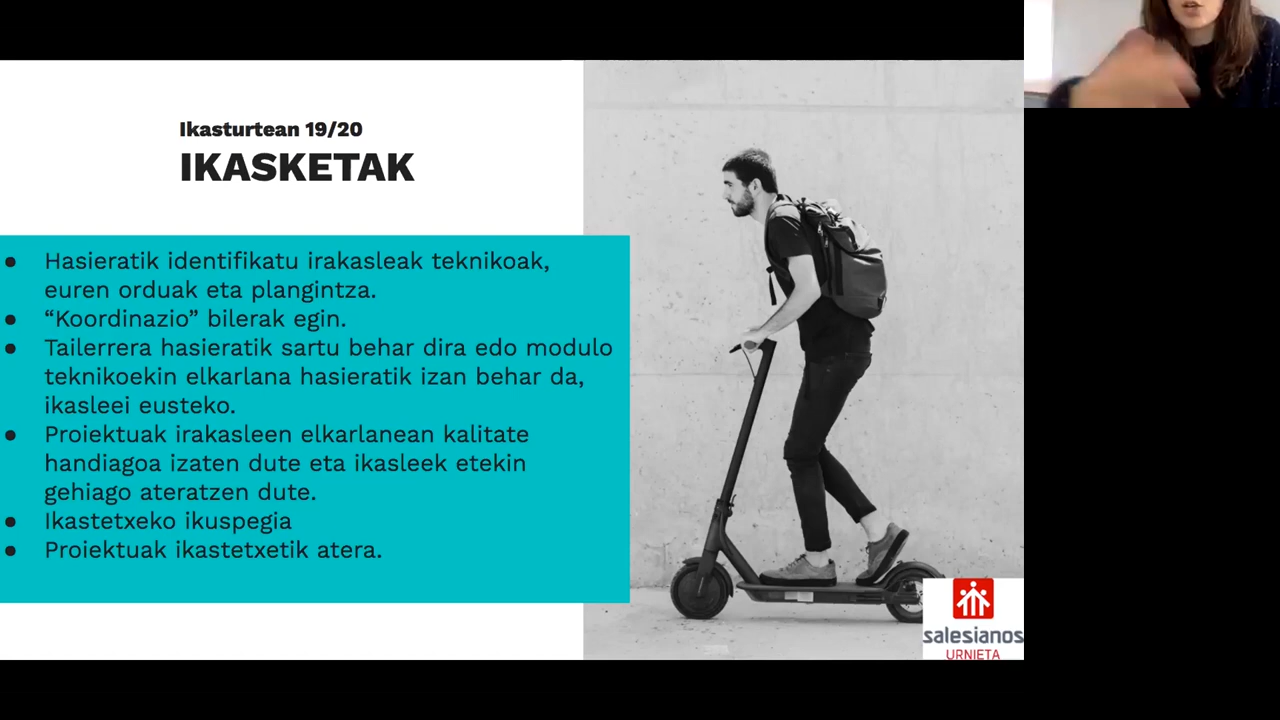 Ikasturtean 19/20
IKASKETAK
● Hasieratik identifikatu irakasleak teknikoak,
euren orduak eta plangintza.
● “Koordinazio” bilerak egin.
● Tailerrera hasieratik sartu behar dira edo modulo
teknikoekin elkarlana hasieratik izan behar da,
ikasleei eusteko.
● Proiektuak irakasleen elkarlanean kalitate
handiagoa izaten dute eta ikasleek etekin
gehiago ateratzen dute.
● Ikastetxeko ikuspegia
● Proiektuak ikastetxetik atera.
salesianos
URNIETA